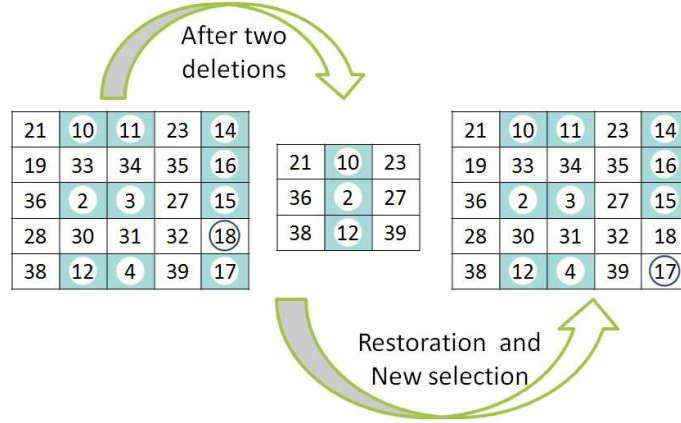 After two
deletions
21 10 11 23 14
19 33 34 35 16
36 2 3 27 15
28 30 31 32 18
38 12 4 39 17
21 10 23
36 2 27
38 12 39
21 10 11 23 14
19 33 34 35 16
36 2 3 27 15
28 30 31 32 18
38 12 4 39 17
Restoration and
New selection